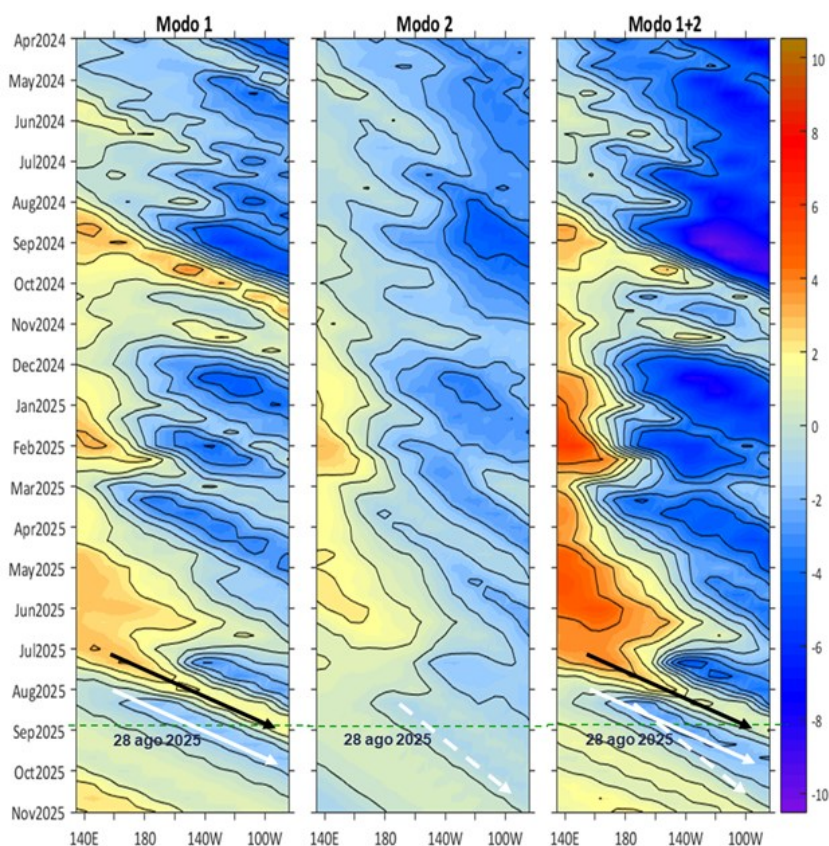 Modo 1
Modo 2
Modo 1+2
Apr2024
May2024
Jun2024
Jul2024
Aug2024
Sep2024
Oct2024
Nov2024
Dec2024
Jan2025
Feb2025
Mar2025
Apr2025
May2025
Jun2025
Jul2025
Aug2025
Sep2025
Oct2025
Nov2025
28 ago 2025
28 ago 2025
28 ago 2025
140E 180 140W 100W
140E 180 140W 100W
140E 180 140W 100W
10
8
6
4
2
0
-2
-4
-6
-8
-10